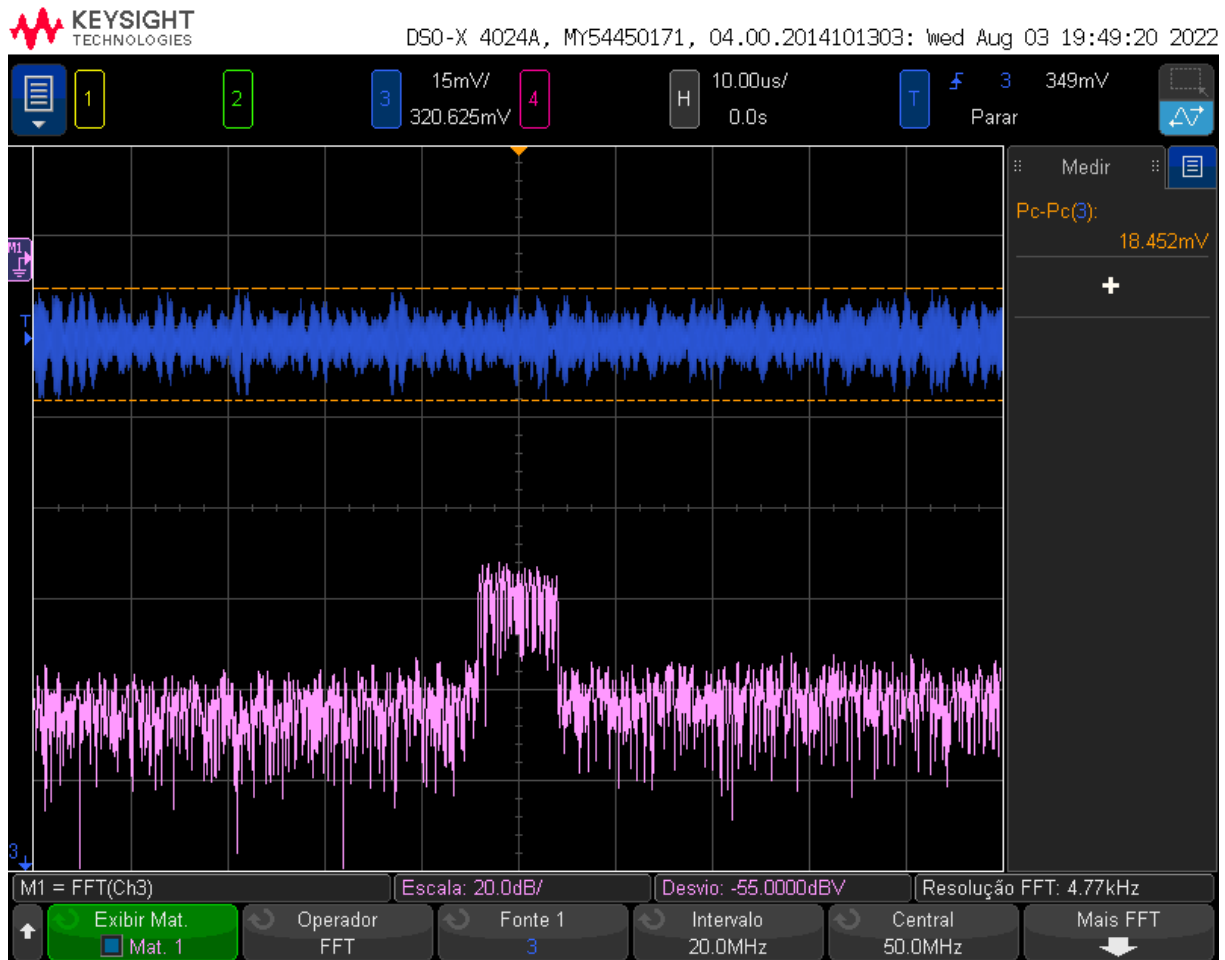 KEYSIGHT
TECHNOLOGIES
DSO-X 4024A, MY54450171, 04.00.2014101303: Wed Aug 03 19:49:20 2022
1
2
3
15mV/
320.625mV
4
H
10.00us/
0.0s
T
3
349mV
Parar
Medir
Pc-Pc(3):
18.452mV
+
M1
T
3
M1 = FFT(Ch3)
Escala: 20.0dB/
Desvio: -55.0000dBV
Resolução FFT: 4.77kHz
Exibir Mat.
Mat. 1
Operador
FFT
Fonte 1
3
Intervalo
20.0MHz
Central
50.0MHz
Mais FFT